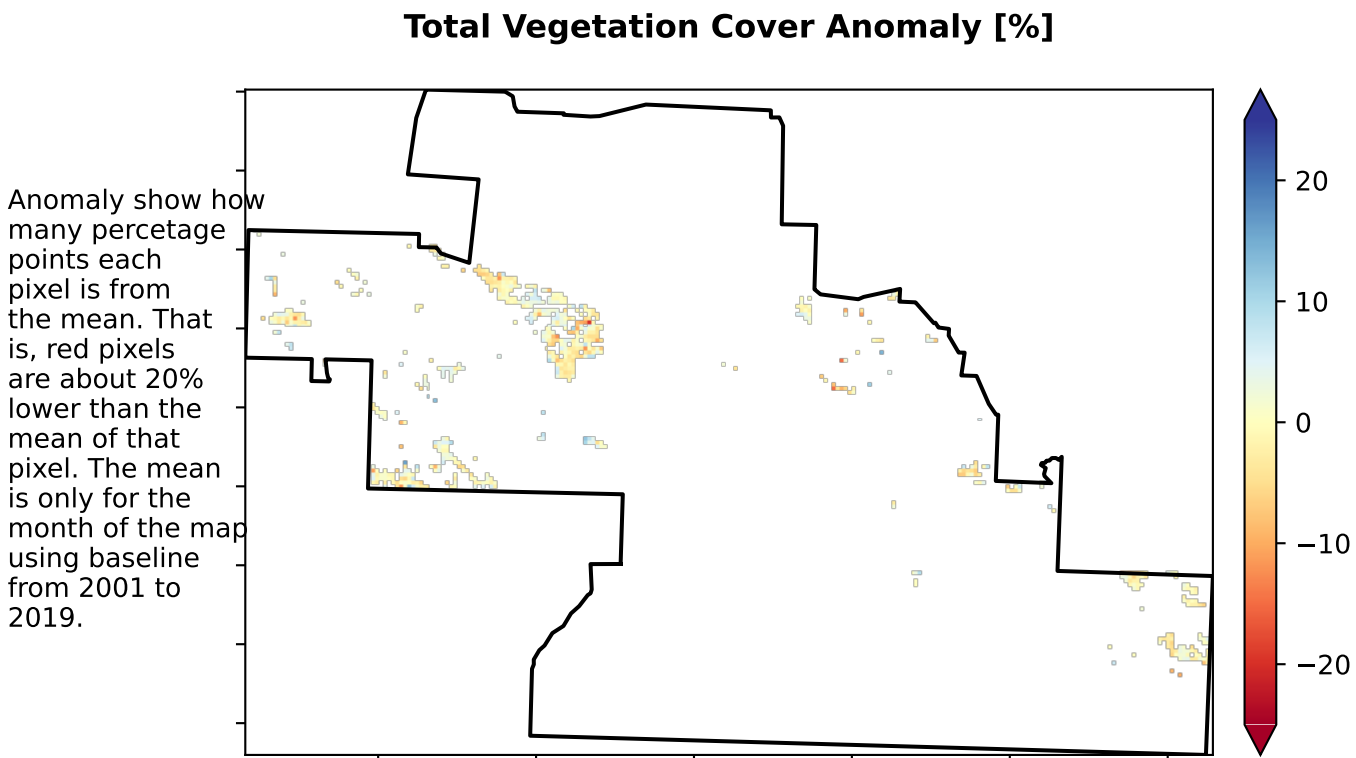 Total Vegetation Cover Anomaly [%]
Anomaly show how
many percetage
points each
pixel is from
the mean. That
is, red pixels
are about 20%
lower than the
mean of that
pixel. The mean
is only for the
month of the map
using baseline
from 2001 to
2019.
20
10
0
−10
−20